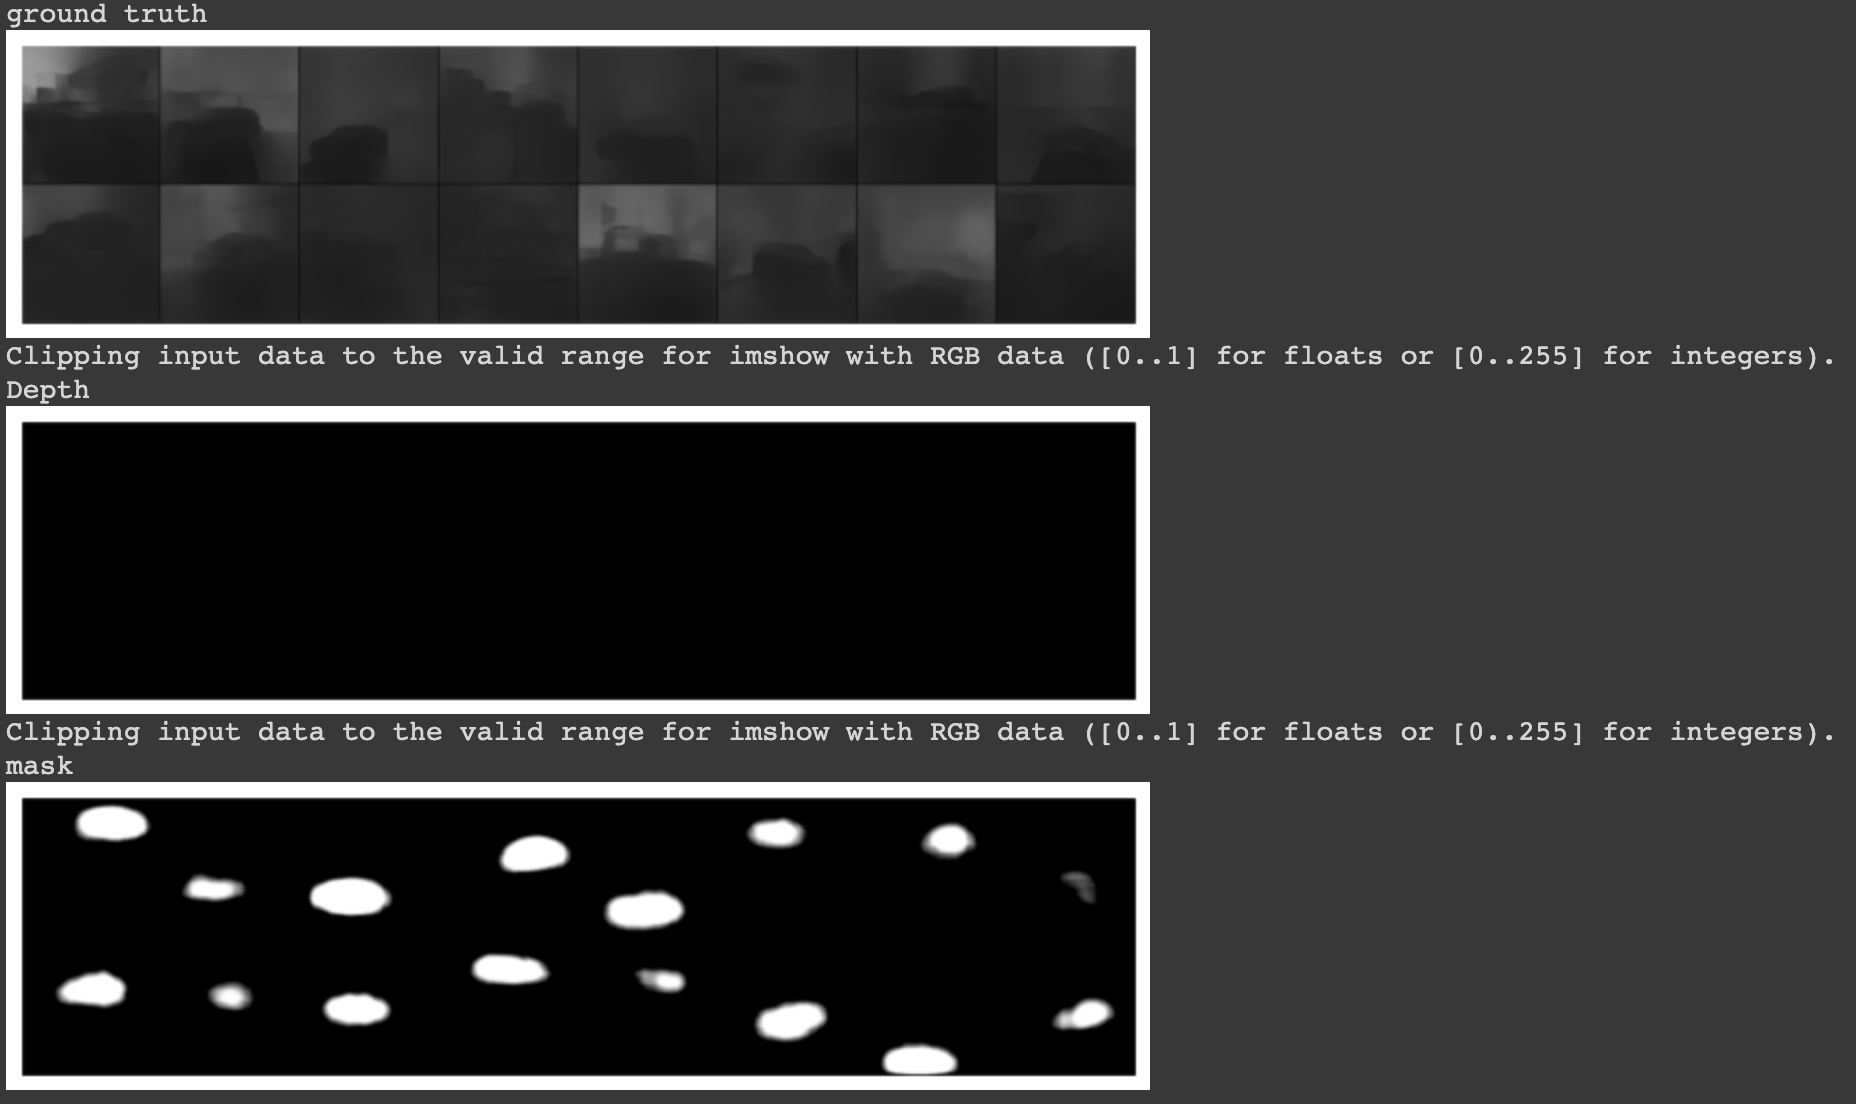 ground truth
Clipping input data to the valid range for imshow with RGB data ([0..1] for floats or [0..255] for integers).
Depth
Clipping input data to the valid range for imshow with RGB data ([0..1] for floats or [0..255] for integers).
mask